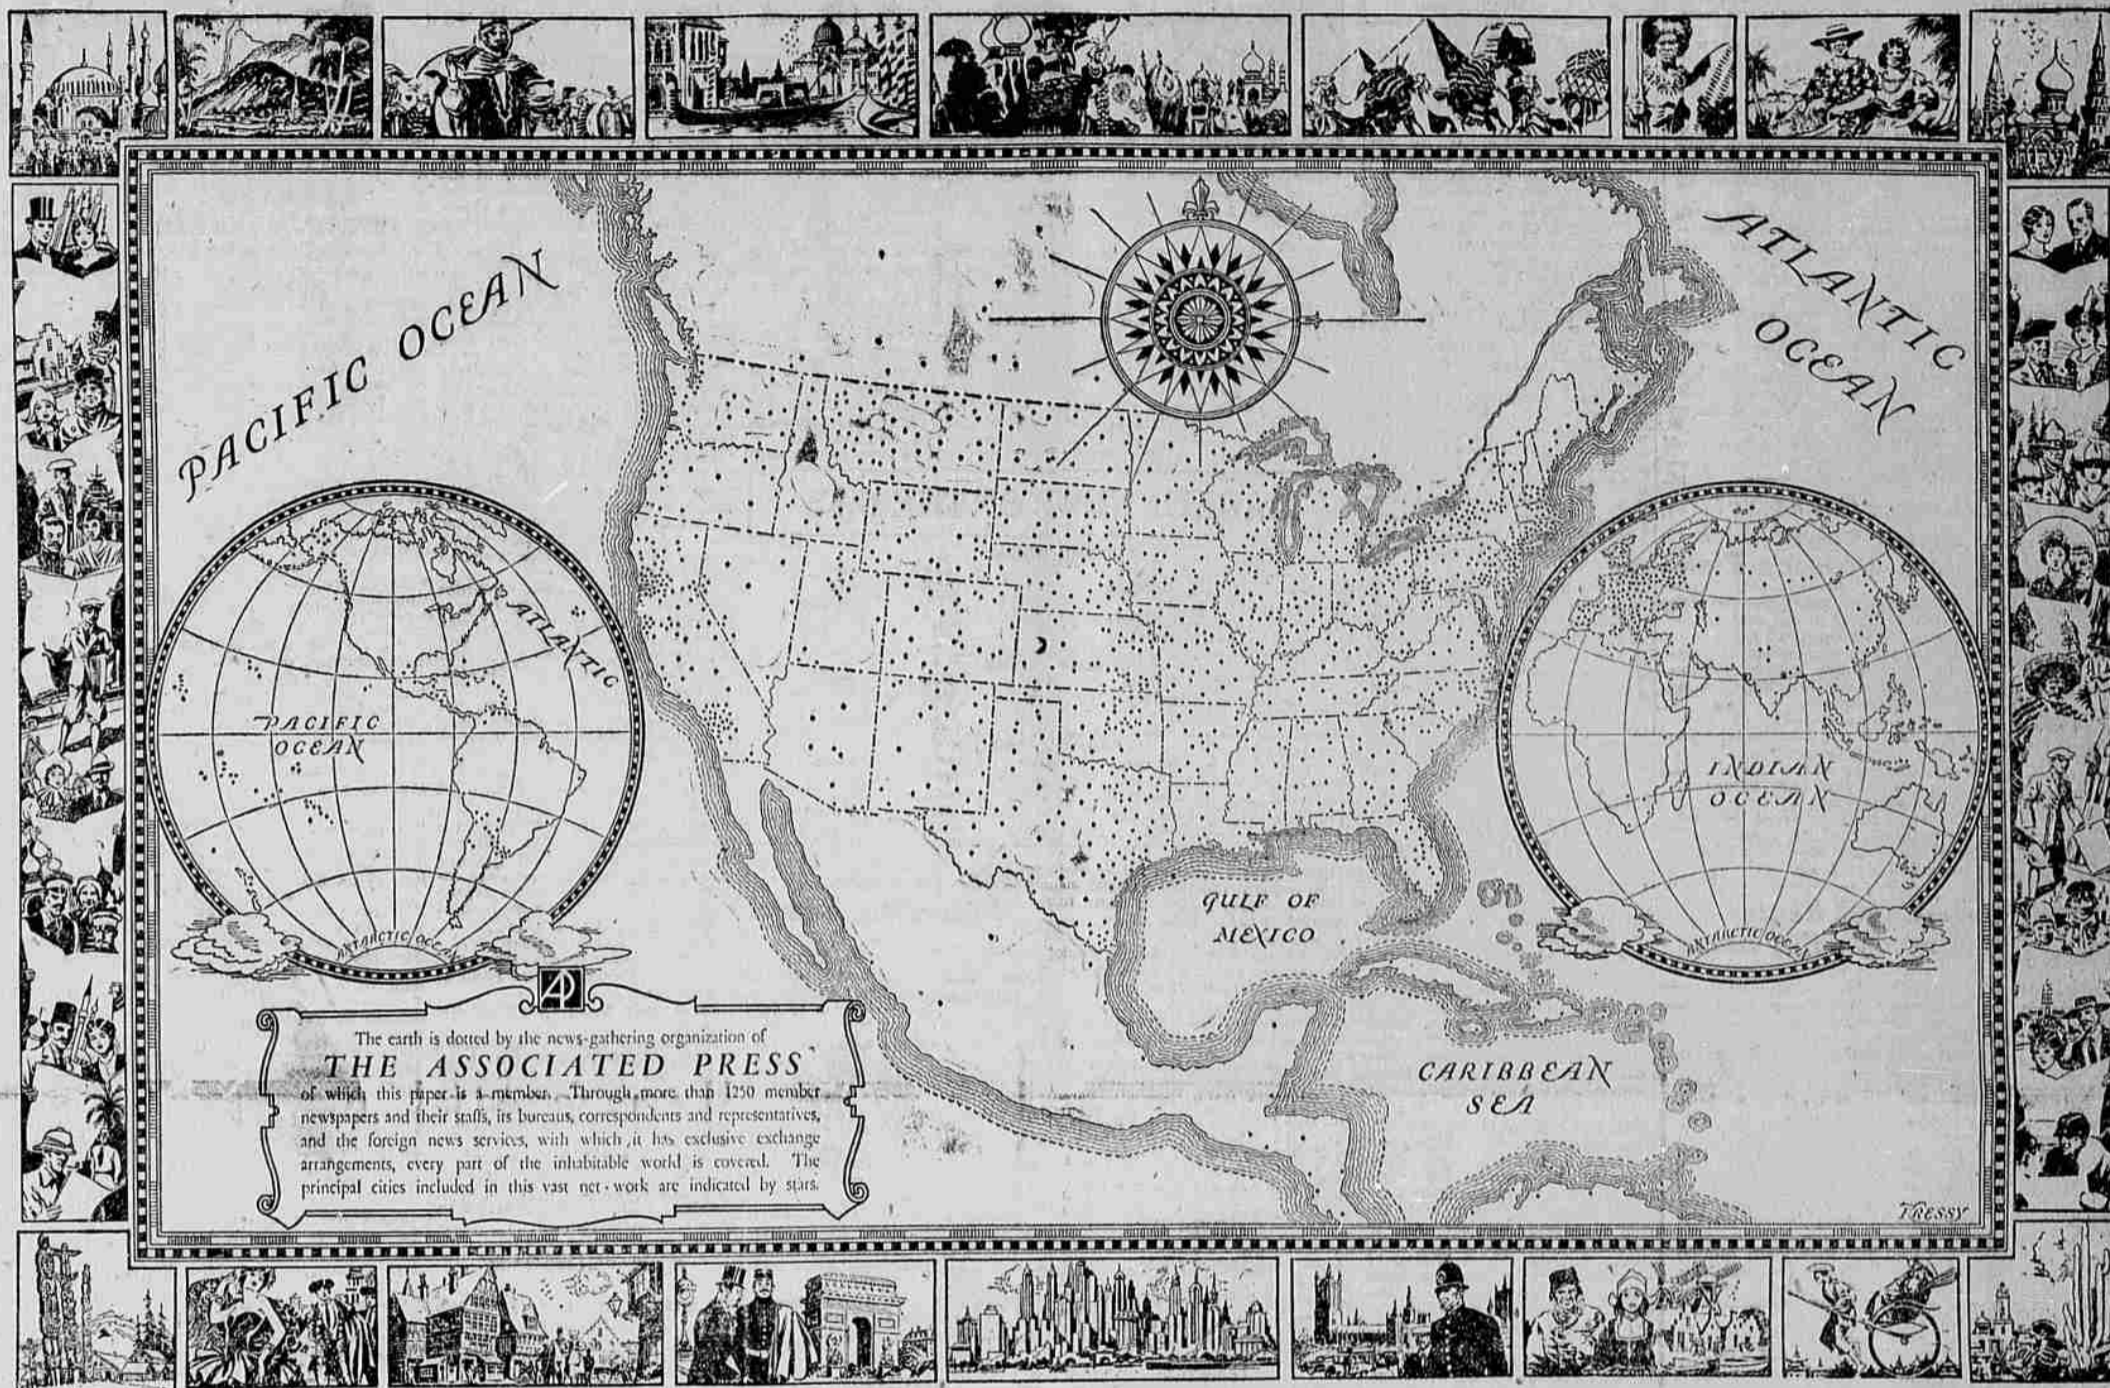 PACIFIC OCEAN
ATLANTIC
OCEAN
ATLANTIC
PACIFIC
OCEAN
ANTARCTIC OCEAN
INDIAN
OCEAN
ANTARCTIC OCEAN
GULF OF
MEXICO
CARIBBEAN
SEA
AP
The earth is dotted by the news-gathering organization of
THE ASSOCIATED PRESS
of which this paper is a member. Through more than 1250 member
newspapers and their staffs, its bureaus, correspondents and representatives,
and the foreign news services, with which it has exclusive exchange
arrangements, every part of the inhabitable world is covered. The
principal cities included in this vast net-work are indicated by stars.
TRESSY